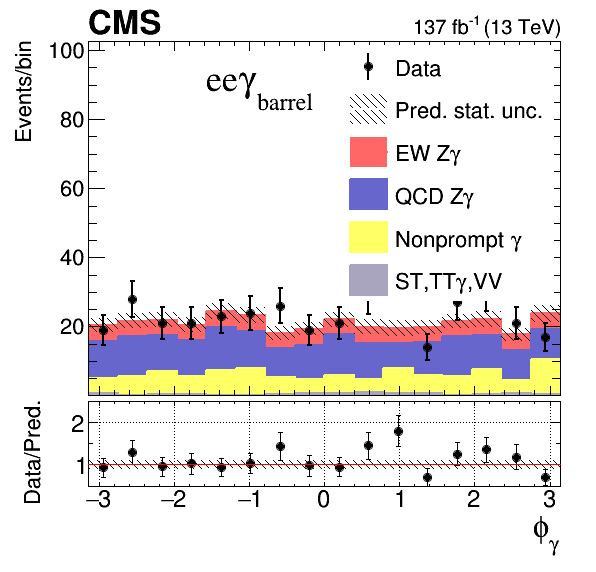 CMS
137 fb-1 (13 TeV)
Events/bin
100
80
60
40
20
eeγbarrel
Data
Pred. stat. unc.
EW Zγ
QCD Zγ
Nonprompt γ
ST,TTγ,VV
Data/Pred.
2
1
−3 −2 −1 0 1 2 3
ϕγ